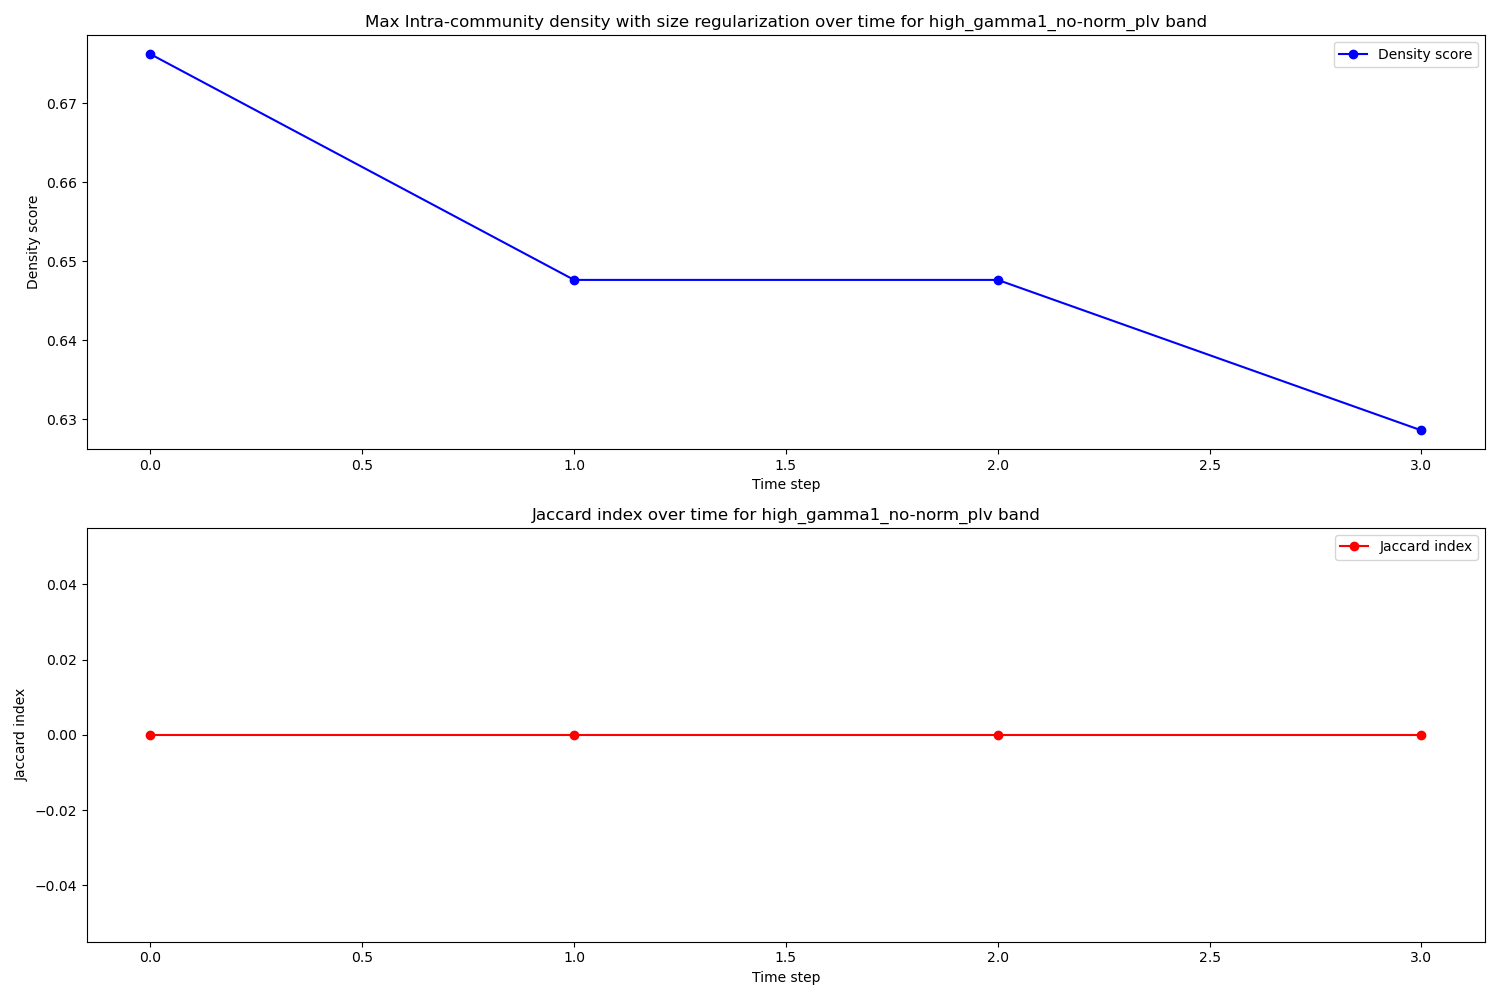 Max Intra-community density with size regularization over time for high_gamma1_no-norm_plv band
Density score
0.67
0.66
0.65
0.64
0.63
Density score
0.0 0.5 1.0 1.5 2.0 2.5 3.0
Time step
Jaccard index over time for high_gamma1_no-norm_plv band
Jaccard index
0.04
0.02
0.00
−0.02
−0.04
Jaccard index
0.0 0.5 1.0 1.5 2.0 2.5 3.0
Time step